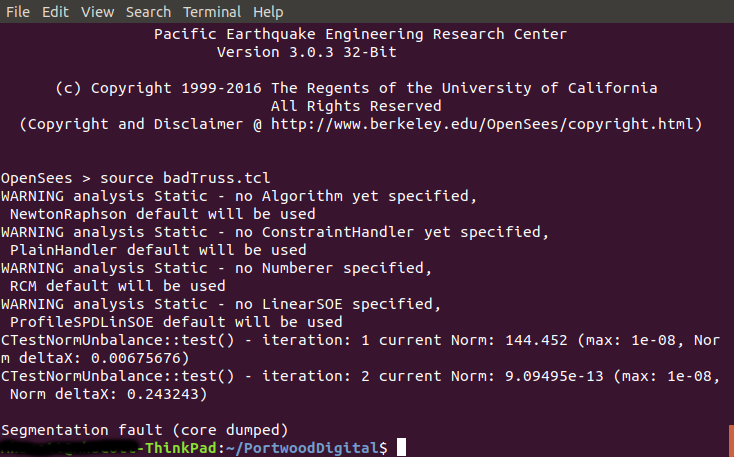 File Edit View Search Terminal Help
Pacific Earthquake Engineering Research Center
Version 3.0.3 32-Bit
(c) Copyright 1999-2016 The Regents of the University of California
All Rights Reserved
(Copyright and Disclaimer @ http://www.berkeley.edu/OpenSees/copyright.html)
OpenSees > source badTruss.tcl
WARNING analysis Static - no Algorithm yet specified,
NewtonRaphson default will be used
WARNING analysis Static - no ConstraintHandler yet specified,
PlainHandler default will be used
WARNING analysis Static - no Numberer specified,
RCM default will be used
WARNING analysis Static - no LinearSOE specified,
ProfileSPDLinSOE default will be used
CTestNormUnbalance::test() - iteration: 1 current Norm: 144.452 (max: 1e-08, Nor
m deltaX: 0.00675676)
CTestNormUnbalance::test() - iteration: 2 current Norm: 9.09495e-13 (max: 1e-08,
Norm deltaX: 0.243243)
Segmentation fault (core dumped)
-ThinkPad:~/PortwoodDigital$